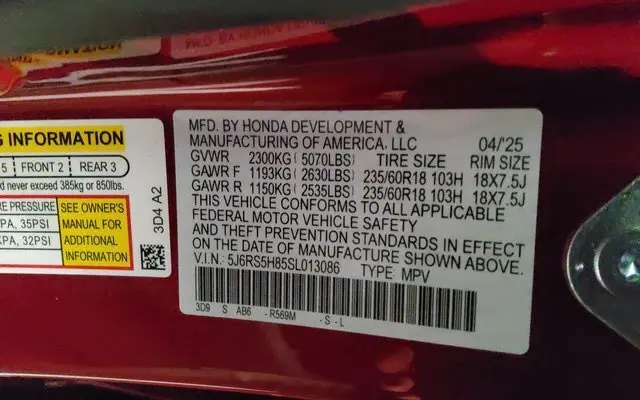 G INFORMATION
5 FRONT 2 REAR 3
d never exceed 385kg or 850lbs.
RE PRESSURE
PA, 35PSI
KPA, 32PSI
SEE OWNER'S
MANUAL FOR
ADDITIONAL
INFORMATION
3D4 A2
MFD. BY HONDA DEVELOPMENT &
MANUFACTURING OF AMERICA, LLC 04/'25
GVWR 2300KG (5070LBS) TIRE SIZE RIM SIZE
GAWR F 1193KG (2630LBS) 235/60R18 103H 18X7.5J
GAWR R 1150KG (2535LBS) 235/60R18 103H 18X7.5J
THIS VEHICLE CONFORMS TO ALL APPLICABLE
FEDERAL MOTOR VEHICLE SAFETY
AND THEFT PREVENTION STANDARDS IN EFFECT
ON THE DATE OF MANUFACTURE SHOWN ABOVE.
V.I.N: 5J6RS5H85SL013086 TYPE: MPV
3D9 S AB6 - R569M - S - L